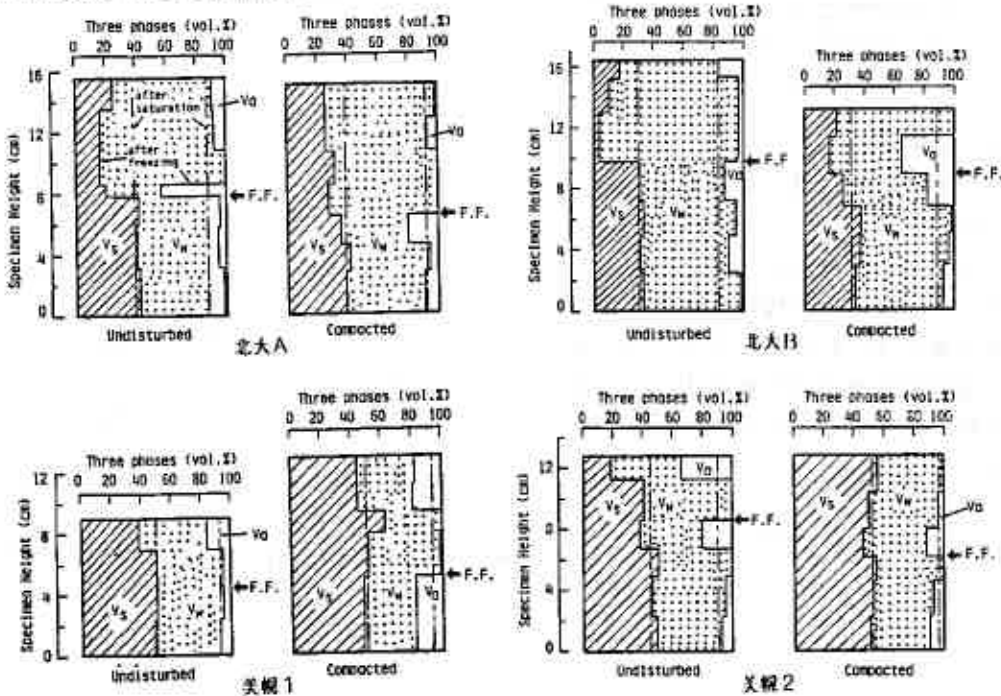 Three phases (vol.%)
0 20 40 60 80 100
Three phases (vol.%)
0 20 40 60 80 100
Specimen Height (cm)
16
12
8
4
0
after saturation
after freezing
Va
F.F.
Vs
Vw
Undisturbed
Va
F.F.
Vs
Vw
Compacted
北大A
Three phases (vol.%)
0 20 40 60 80 100
Three phases (vol.%)
0 20 40 60 80 100
Specimen Height (cm)
16
12
8
4
0
F.F
Va
Vs
Vw
Undisturbed
Va
F.F.
Vs
Vw
Compacted
北大B
Three phases (vol.%)
0 20 40 60 80 100
Three phases (vol.%)
0 20 40 60 80 100
Specimen Height (cm)
12
8
4
0
Va
F.F.
Vs
Vw
Undisturbed
F.F.
Vs
Vw
Va
Compacted
美幌1
Three phases (vol.%)
0 20 40 60 80 100
Three phases (vol.%)
0 20 40 60 80 100
Specimen Height (cm)
12
8
4
0
Va
Vs
Vw
F.F.
Undisturbed
Vs
Vw
Va
F.F.
Compacted
美幌2